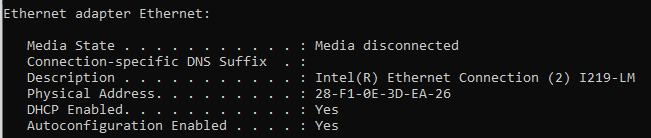 Ethernet adapter Ethernet:
Media State . . . . . . . . . . . : Media disconnected
Connection-specific DNS Suffix  . :
Description . . . . . . . . . . . : Intel(R) Ethernet Connection (2) I219-LM
Physical Address. . . . . . . . . : 28-F1-0E-3D-EA-26
DHCP Enabled. . . . . . . . . . . : Yes
Autoconfiguration Enabled . . . . : Yes